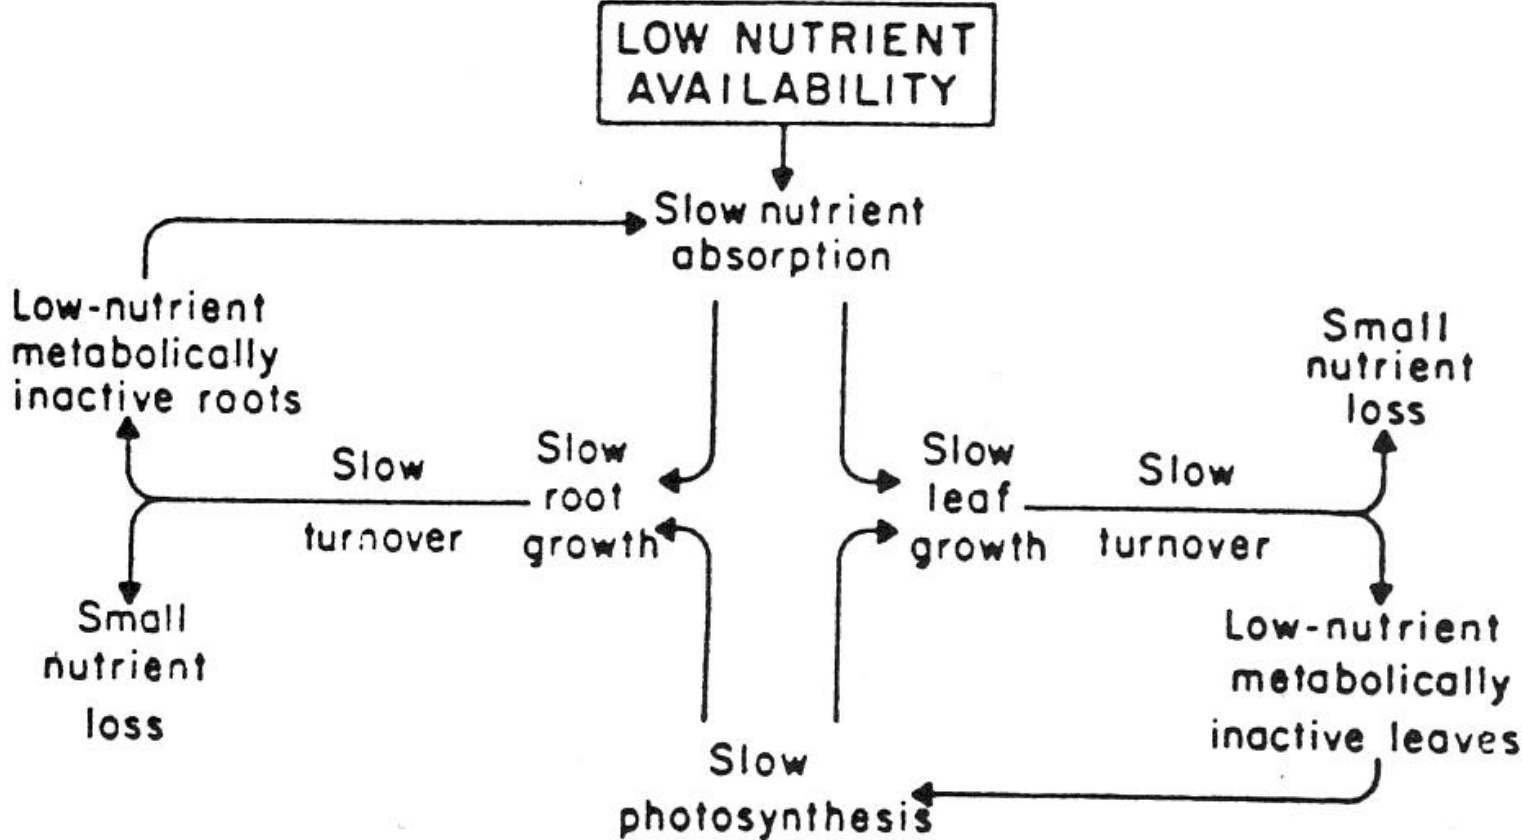 LOW NUTRIENT
AVAILABILITY
Slow nutrient
absorption
Low-nutrient
metabolically
inactive roots
Small
nutrient
loss
Slow
turnover
Slow
root
growth
Slow
leaf
growth
Slow
turnover
Small
nutrient
loss
Low-nutrient
metabolically
inactive leaves
Slow
photosynthesis